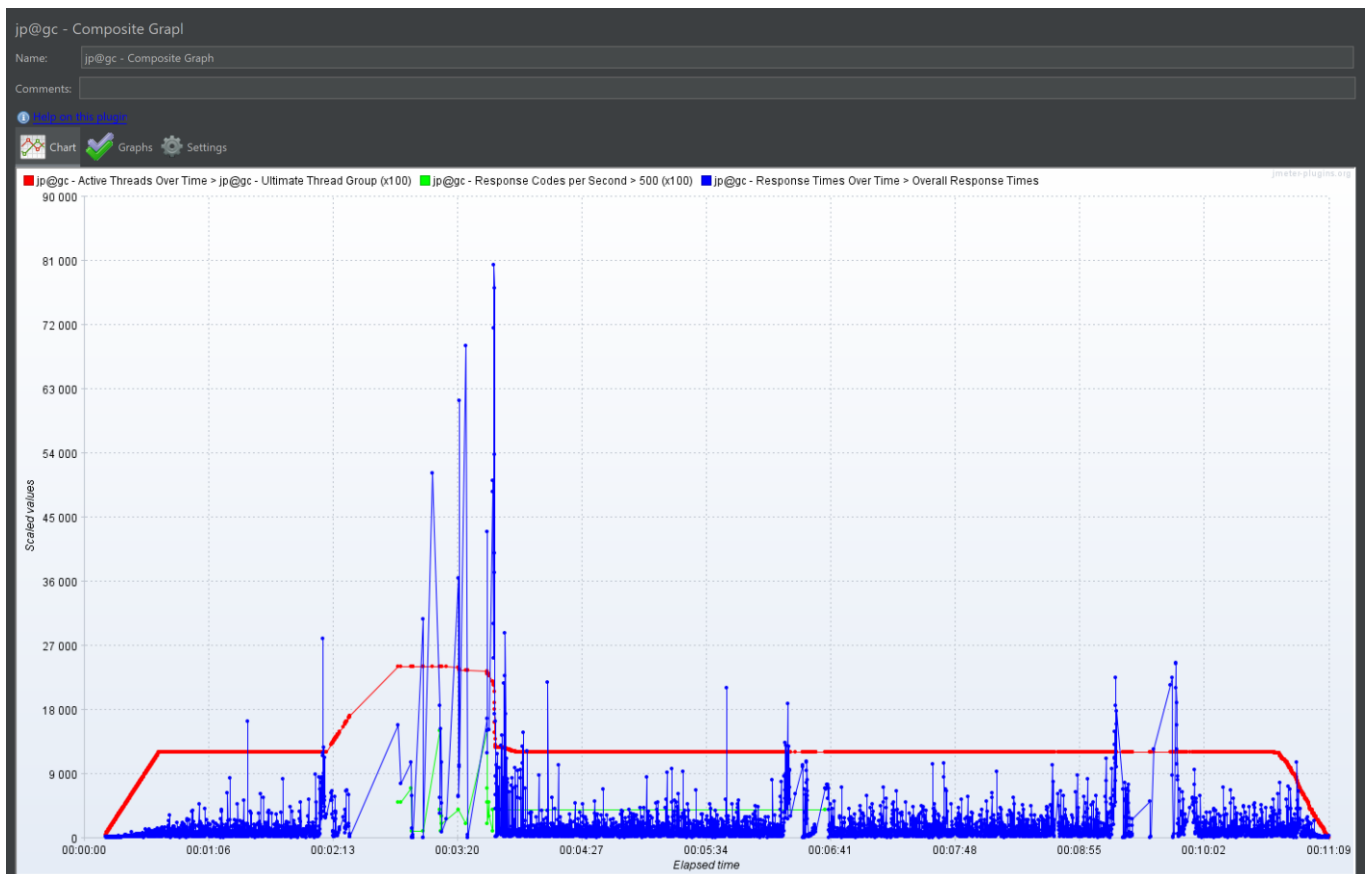 jp@gc - Composite Grapl
Name: jp@gc - Composite Graph
Comments:
Help on this plugin
Chart Graphs Settings
jp@gc - Active Threads Over Time > jp@gc - Ultimate Thread Group (x100) jp@gc - Response Codes per Second > 500 (x100) jp@gc - Response Times Over Time > Overall Response Times
jmeter-plugins.org
90 000
81 000
72 000
63 000
54 000
45 000
36 000
27 000
18 000
9 000
0
Scaled values
00:00:00 00:01:06 00:02:13 00:03:20 00:04:27 00:05:34 00:06:41 00:07:48 00:08:55 00:10:02 00:11:09
Elapsed time